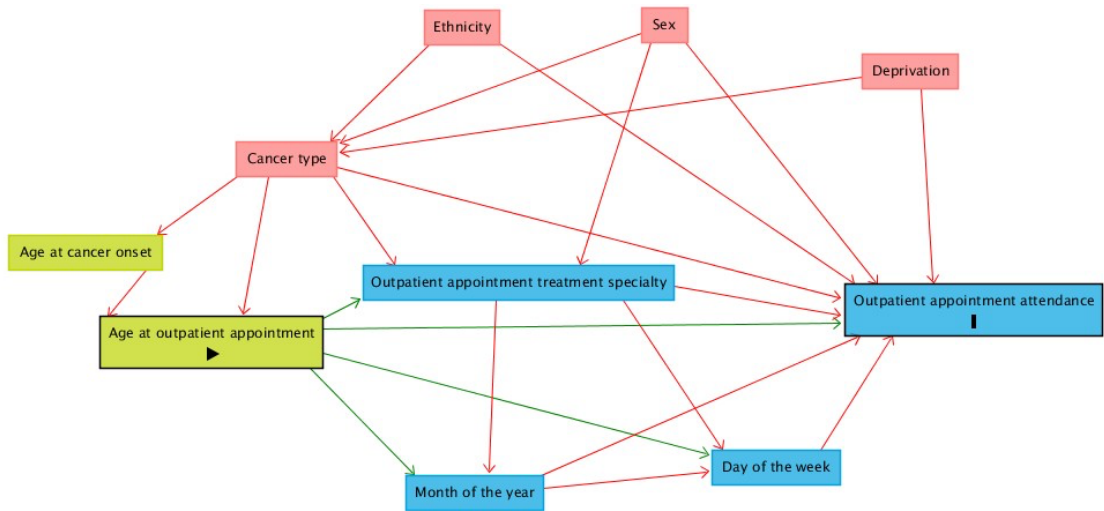 Ethnicity
Sex
Deprivation
Cancer type
Age at cancer onset
Outpatient appointment treatment specialty
Outpatient appointment attendance
Age at outpatient appointment
Day of the week
Month of the year